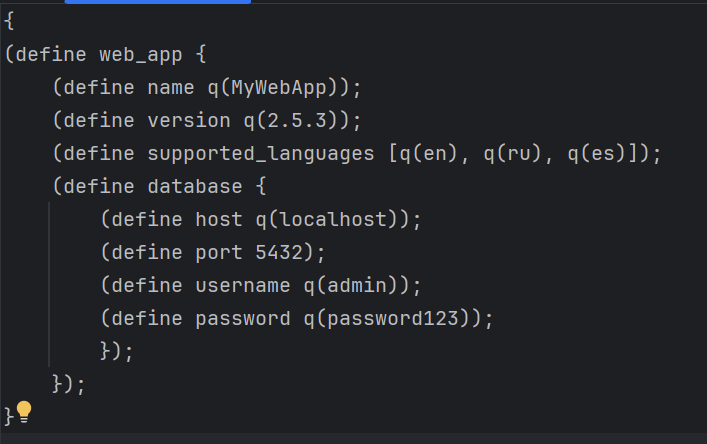 {
(define web_app {
    (define name q(MyWebApp));
    (define version q(2.5.3));
    (define supported_languages [q(en), q(ru), q(es)]);
    (define database {
        (define host q(localhost));
        (define port 5432);
        (define username q(admin));
        (define password q(password123));
        });
    });
}